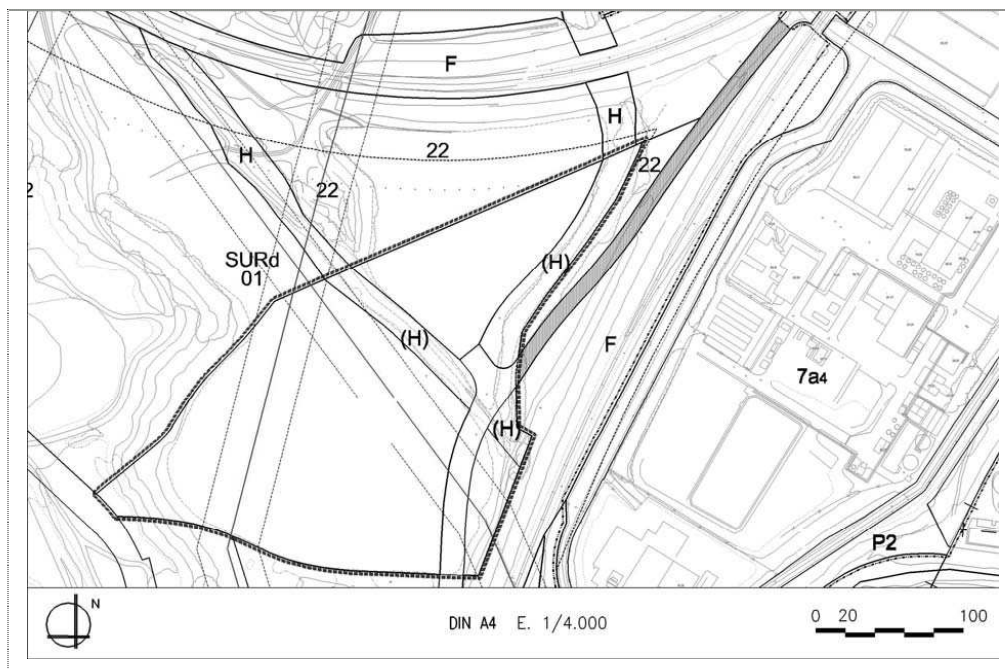 F
H
H
22
22
22
SURd
01
(H)
(H)
F
7a4
(H)
P2
N
DIN A4 E. 1/4.000
0 20 100